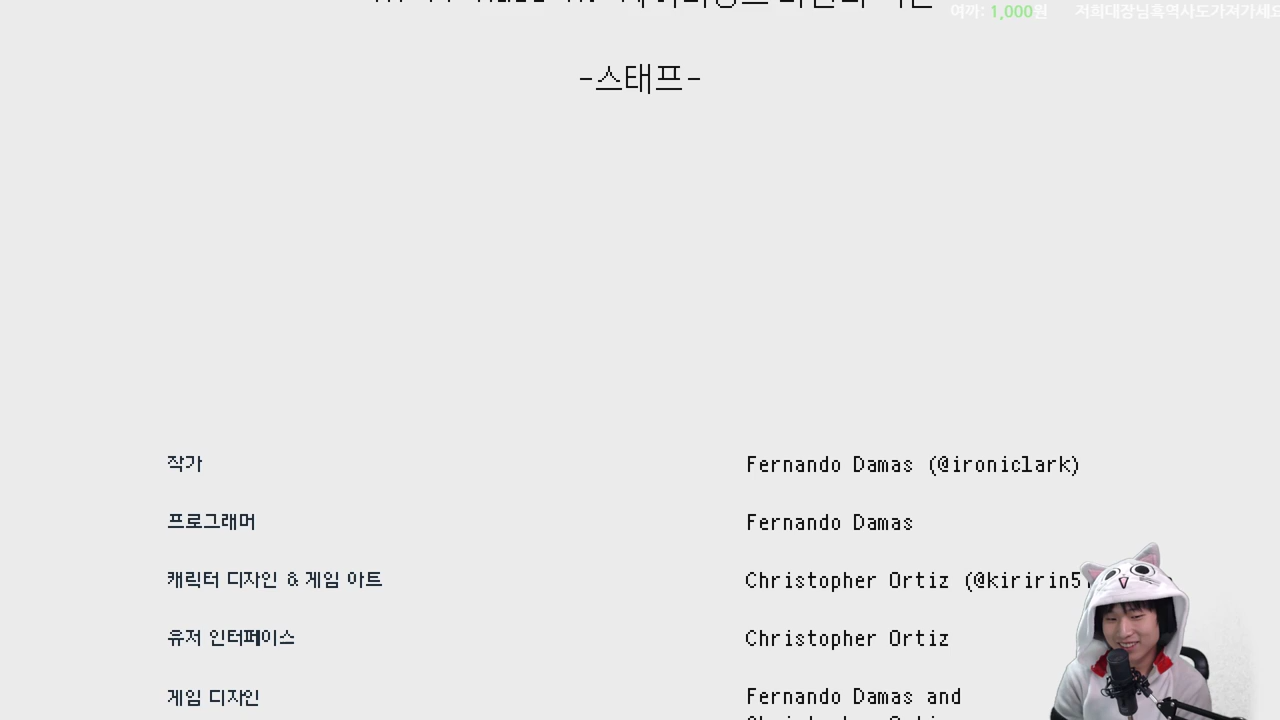 여까: 1,000원 저희대장님흑역사도가져가세요
-스태프-
작가 Fernando Damas (@ironiclark)
프로그래머 Fernando Damas
캐릭터 디자인 & 게임 아트 Christopher Ortiz (@kiririn51
유저 인터페이스 Christopher Ortiz
게임 디자인 Fernando Damas and